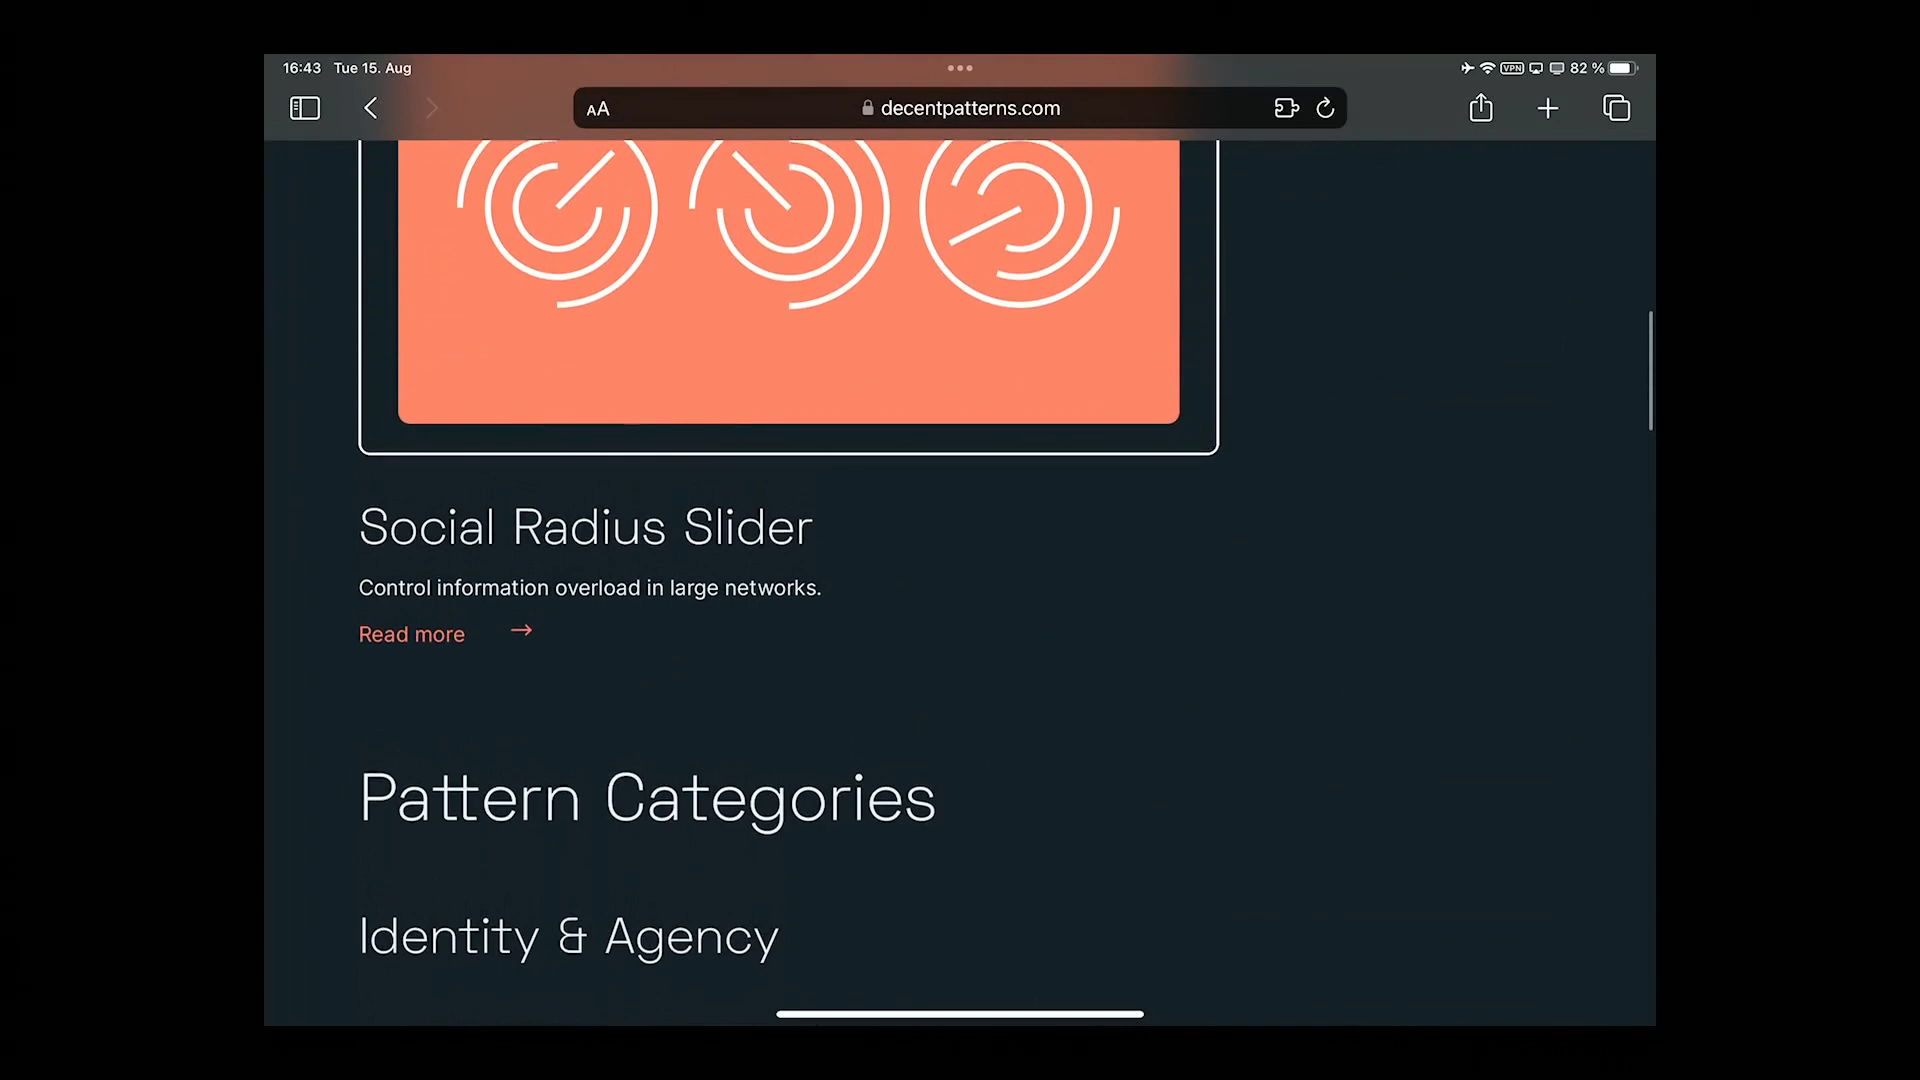 16:43 Tue 15. Aug
VPN 82 %
AA decentpatterns.com
Social Radius Slider
Control information overload in large networks.
Read more →
Pattern Categories
Identity & Agency